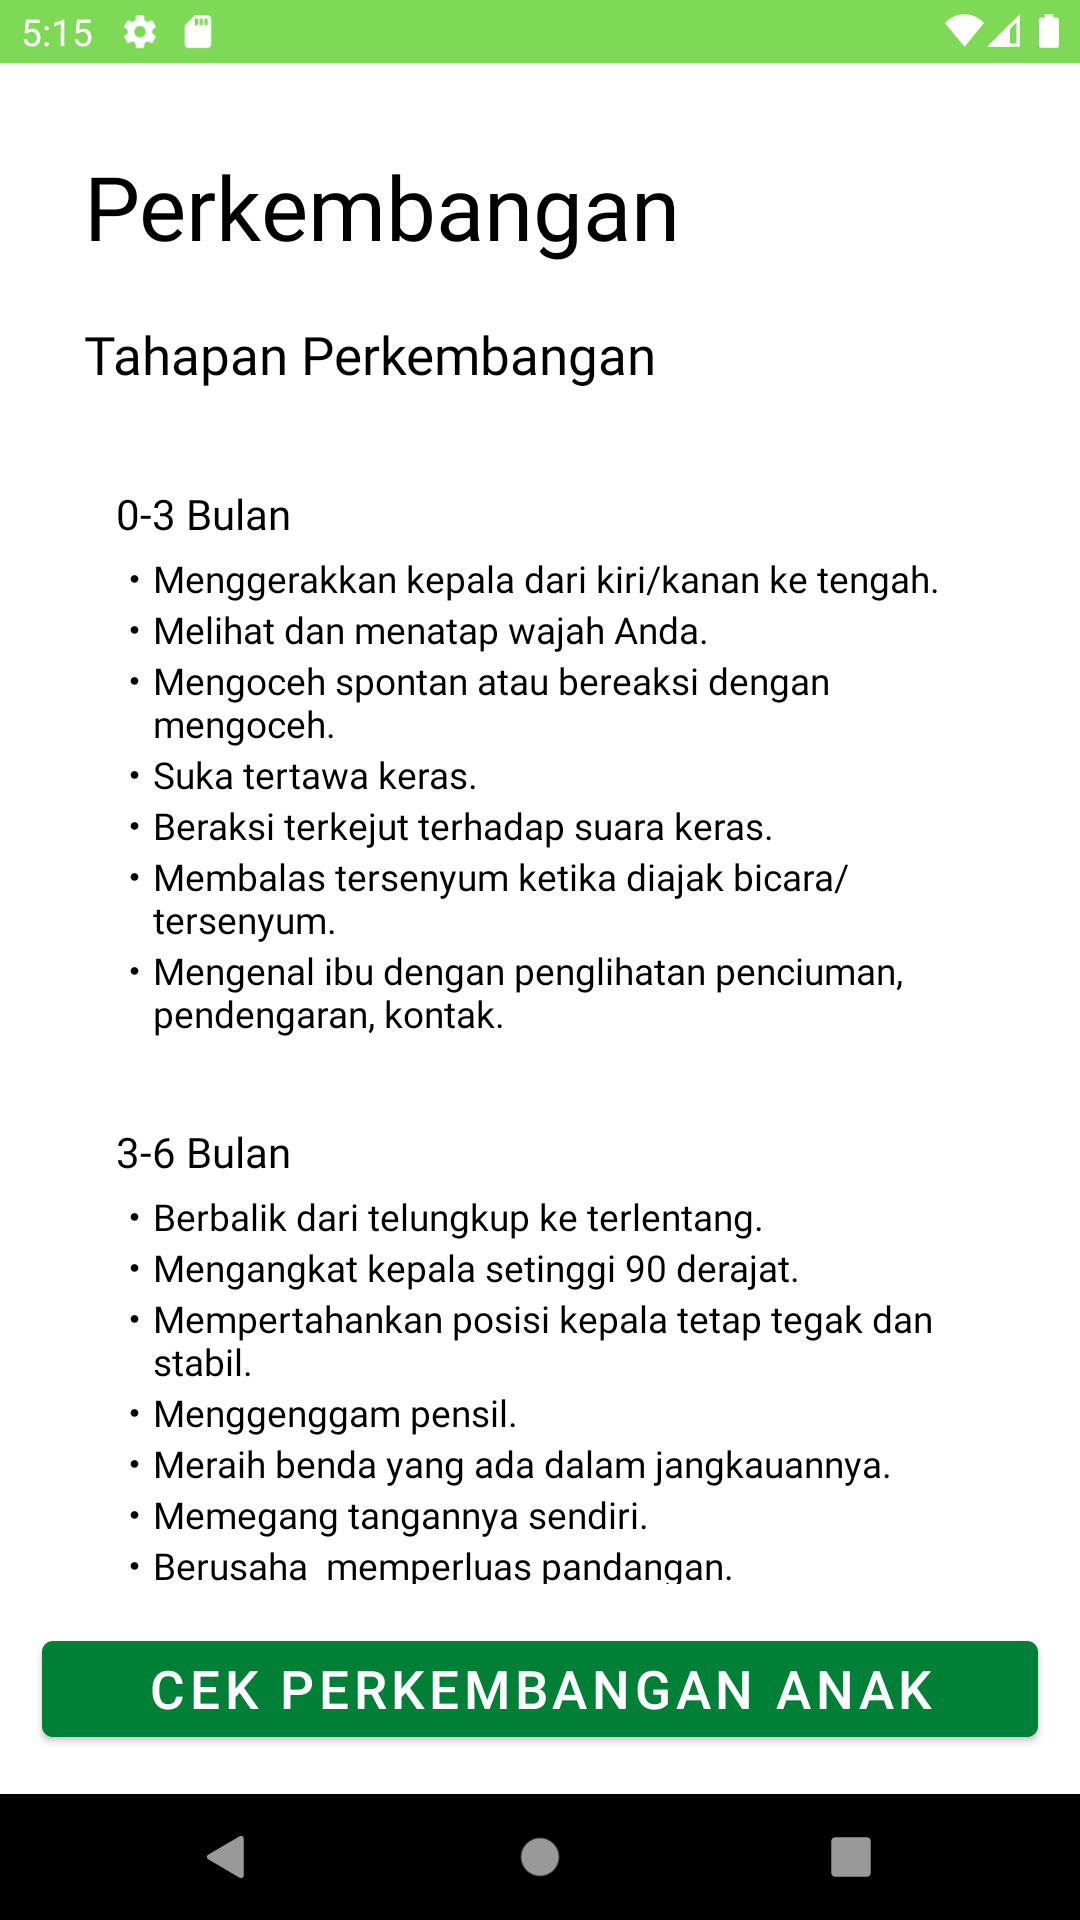 5:15
Perkembangan
Tahapan Perkembangan
0-3 Bulan
• Menggerakkan kepala dari kiri/kanan ke tengah.
• Melihat dan menatap wajah Anda.
• Mengoceh spontan atau bereaksi dengan
mengoceh.
• Suka tertawa keras.
• Beraksi terkejut terhadap suara keras.
• Membalas tersenyum ketika diajak bicara/
tersenyum.
• Mengenal ibu dengan penglihatan penciuman,
pendengaran, kontak.
3-6 Bulan
• Berbalik dari telungkup ke terlentang.
• Mengangkat kepala setinggi 90 derajat.
• Mempertahankan posisi kepala tetap tegak dan
stabil.
• Menggenggam pensil.
• Meraih benda yang ada dalam jangkauannya.
• Memegang tangannya sendiri.
• Berusaha  memperluas pandangan.
CEK PERKEMBANGAN ANAK